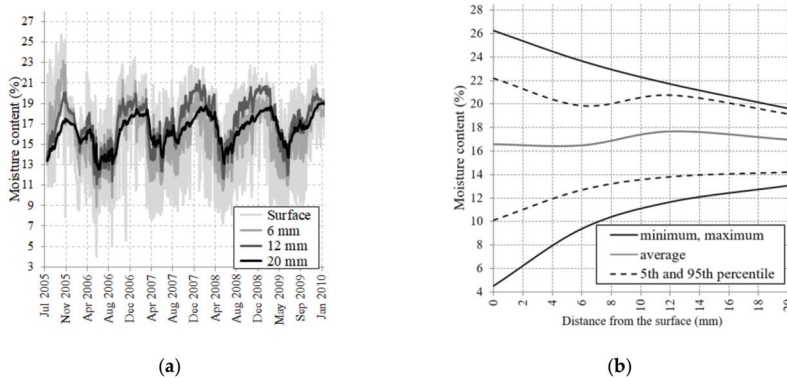 27
25
23
21
19
17
15
13
11
9
7
5
3
Moisture content (%)
Surface
6 mm
12 mm
20 mm
Jul 2005
Nov 2005
Apr 2006
Aug 2006
Dec 2006
Apr 2007
Aug 2007
Dec 2007
Apr 2008
Aug 2008
Dec 2008
May 2009
Sep 2009
Jan 2010
(a)
28
26
24
22
20
18
16
14
12
10
8
6
4
Moisture content (%)
minimum, maximum
average
5th and 95th percentile
0 2 4 6 8 10 12 14 16 18 20
Distance from the surface (mm)
(b)